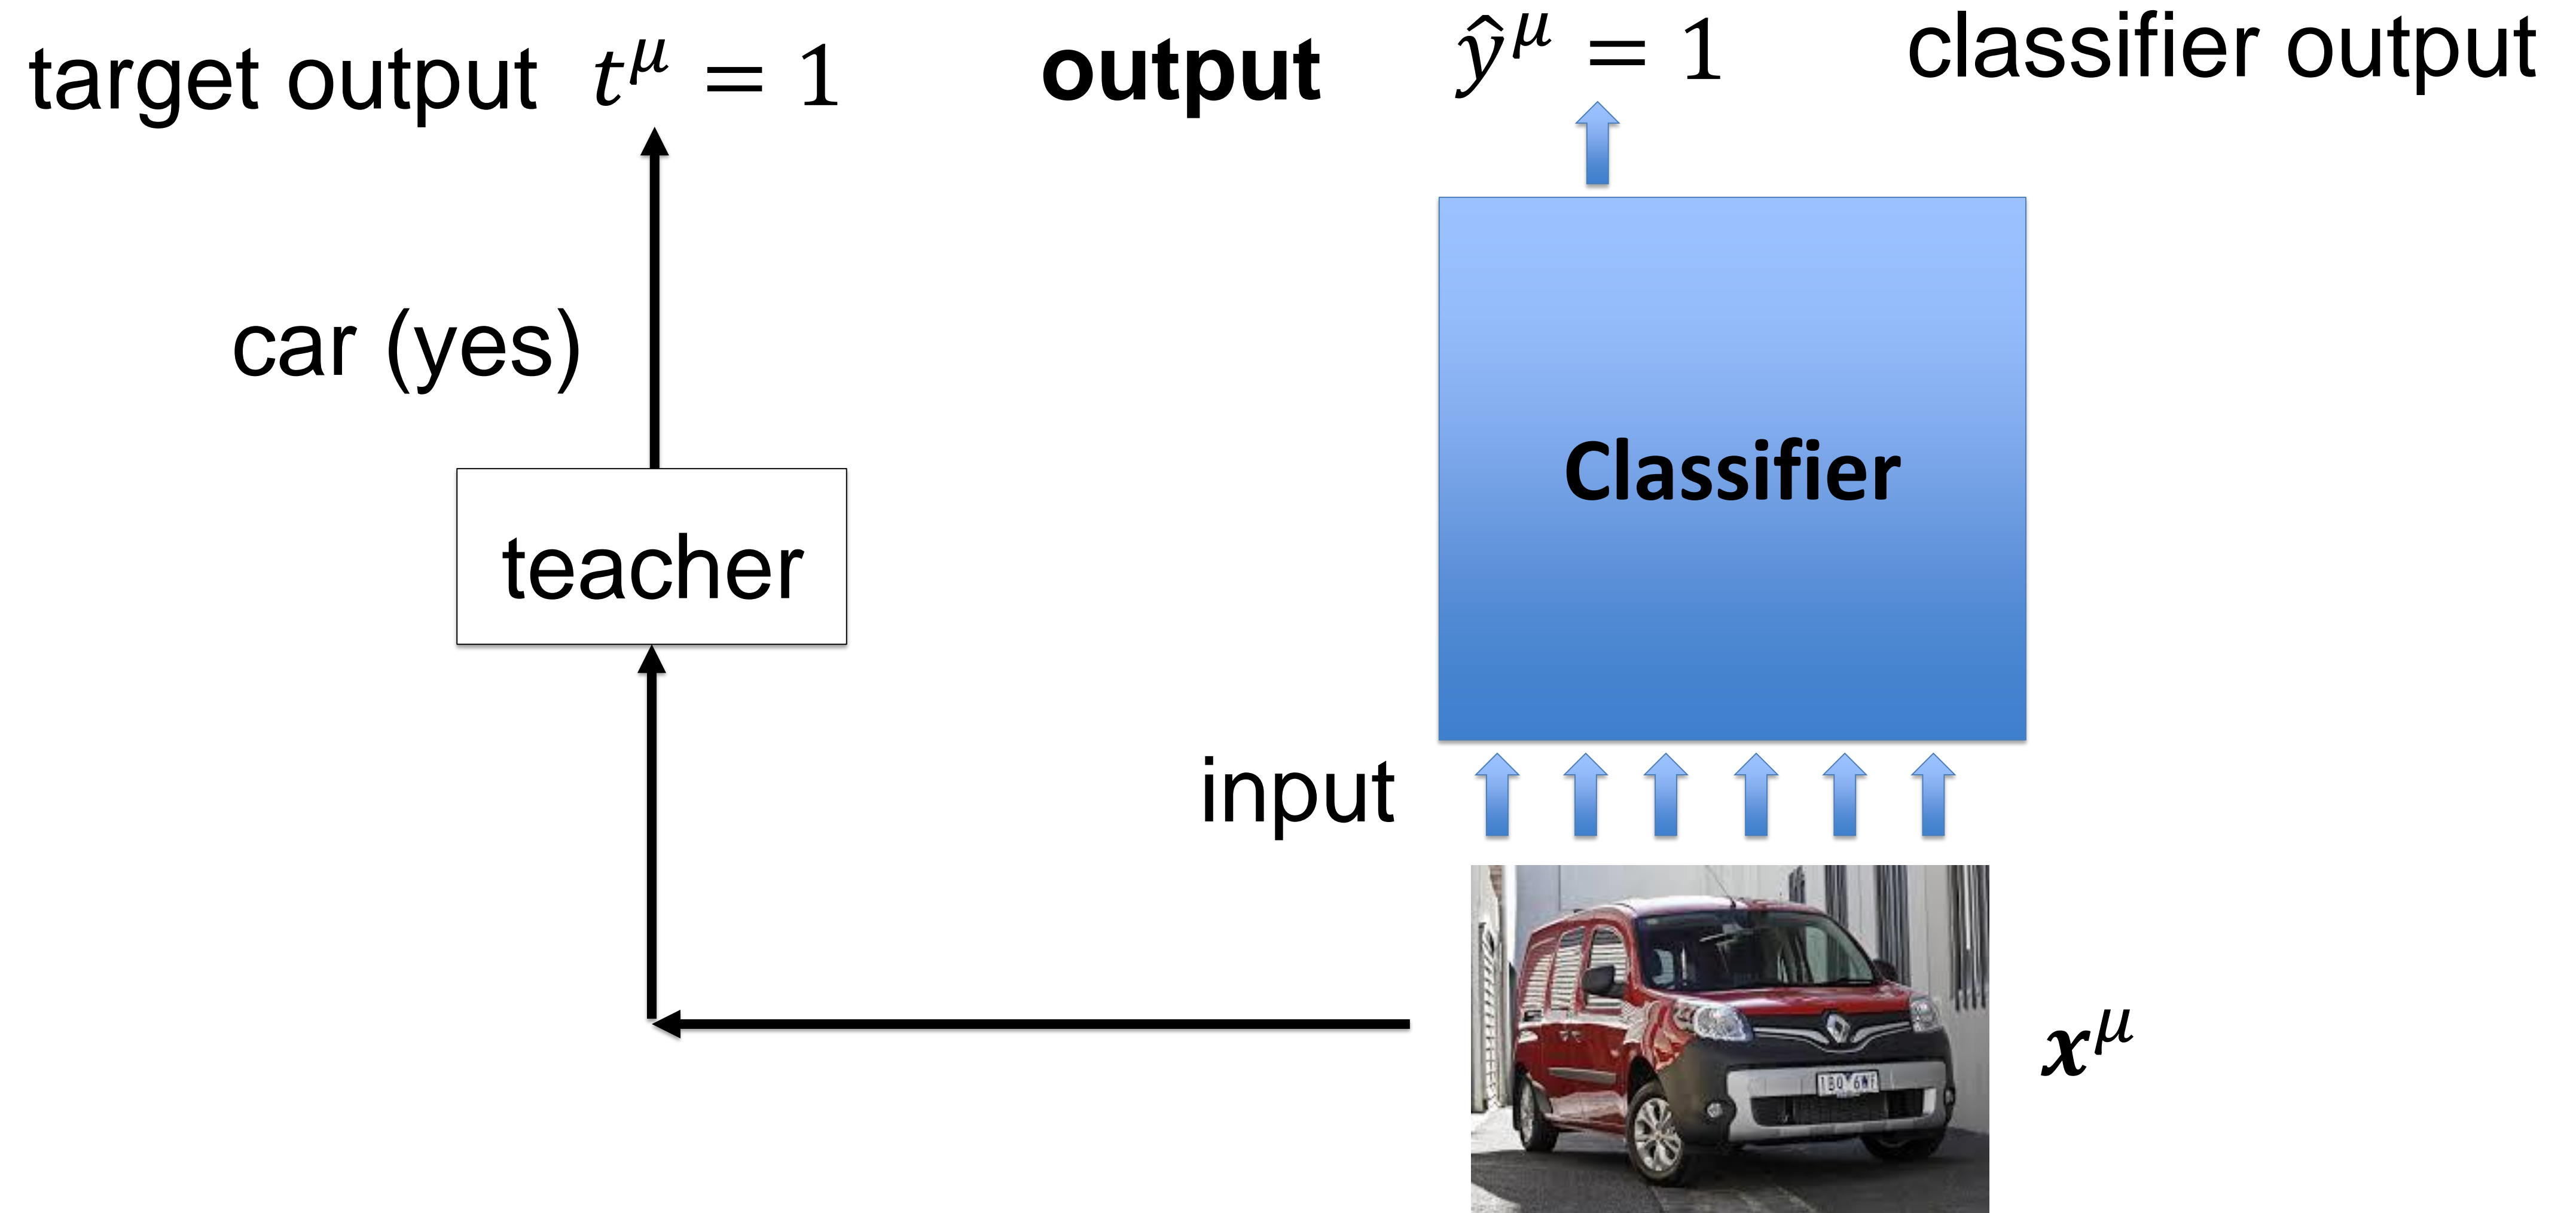 target output t^μ = 1
output
ŷ^μ = 1
classifier output
car (yes)
Classifier
teacher
input
x^μ